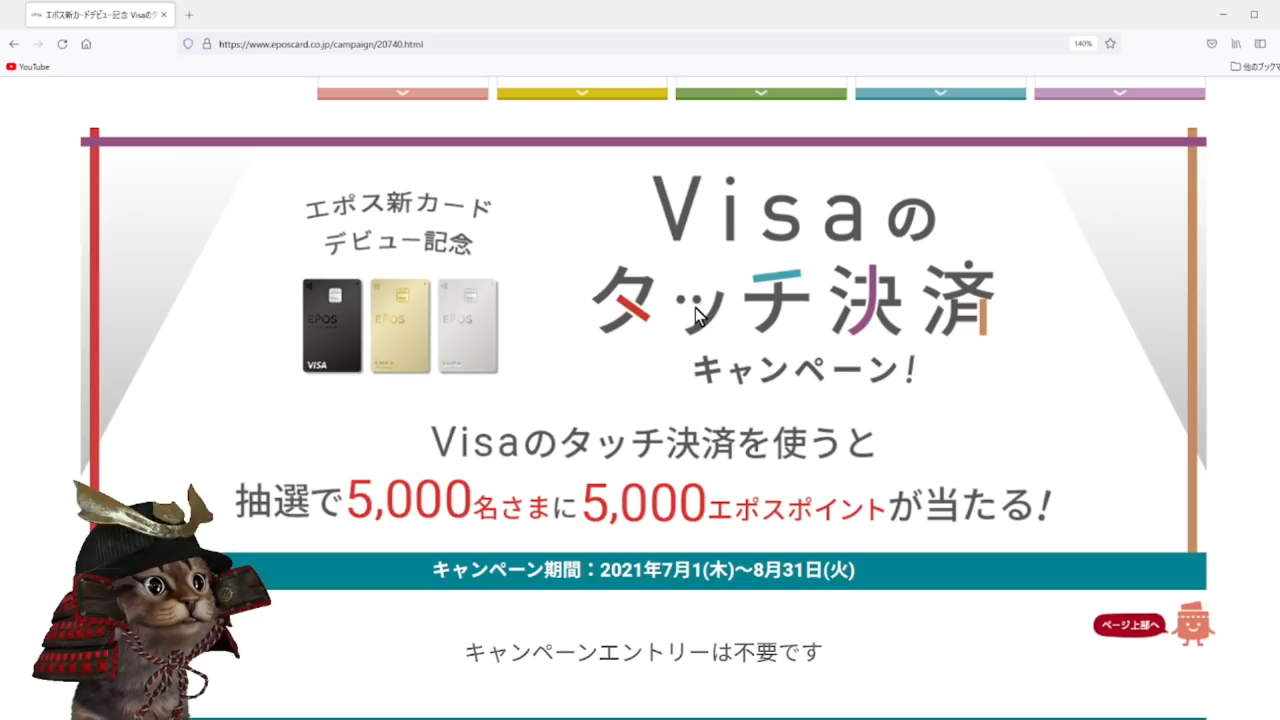 エポス新カードデビュー記念 Visaのタ
https://www.eposcard.co.jp/campaign/20740.html
140%
YouTube
他のブックマ
エポス新カード
デビュー記念
Visaの
タッチ決済
キャンペーン!
EPOS
EPOS
EPOS
VISA
Visaのタッチ決済を使うと
抽選で5,000名さまに5,000エポスポイントが当たる!
キャンペーン期間：2021年7月1(木)〜8月31日(火)
ページ上部へ
キャンペーンエントリーは不要です